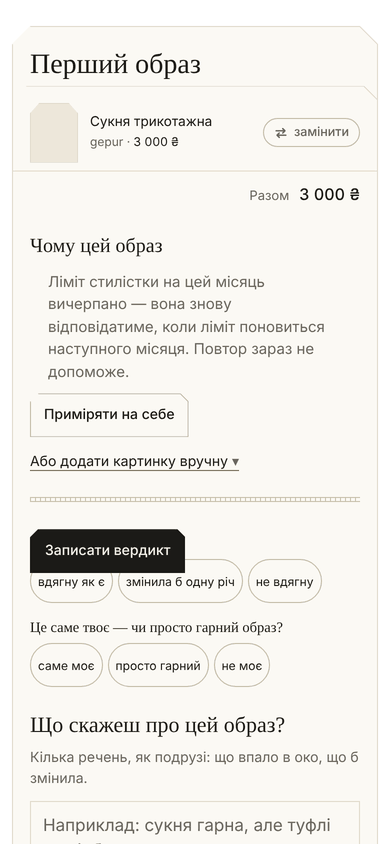 Перший образ
Сукня трикотажна
gepur · 3 000 ₴
замінити
Разом 3 000 ₴
Чому цей образ
Ліміт стилістки на цей місяць
вичерпано — вона знову
відповідатиме, коли ліміт поновиться
наступного місяця. Повтор зараз не
допоможе.
Приміряти на себе
Або додати картинку вручну ▾
Записати вердикт
вдягну як є
змінила б одну річ
не вдягну
Це саме твоє — чи просто гарний образ?
саме моє
просто гарний
не моє
Що скажеш про цей образ?
Кілька речень, як подрузі: що впало в око, що б
змінила.
Наприклад: сукня гарна, але туфлі